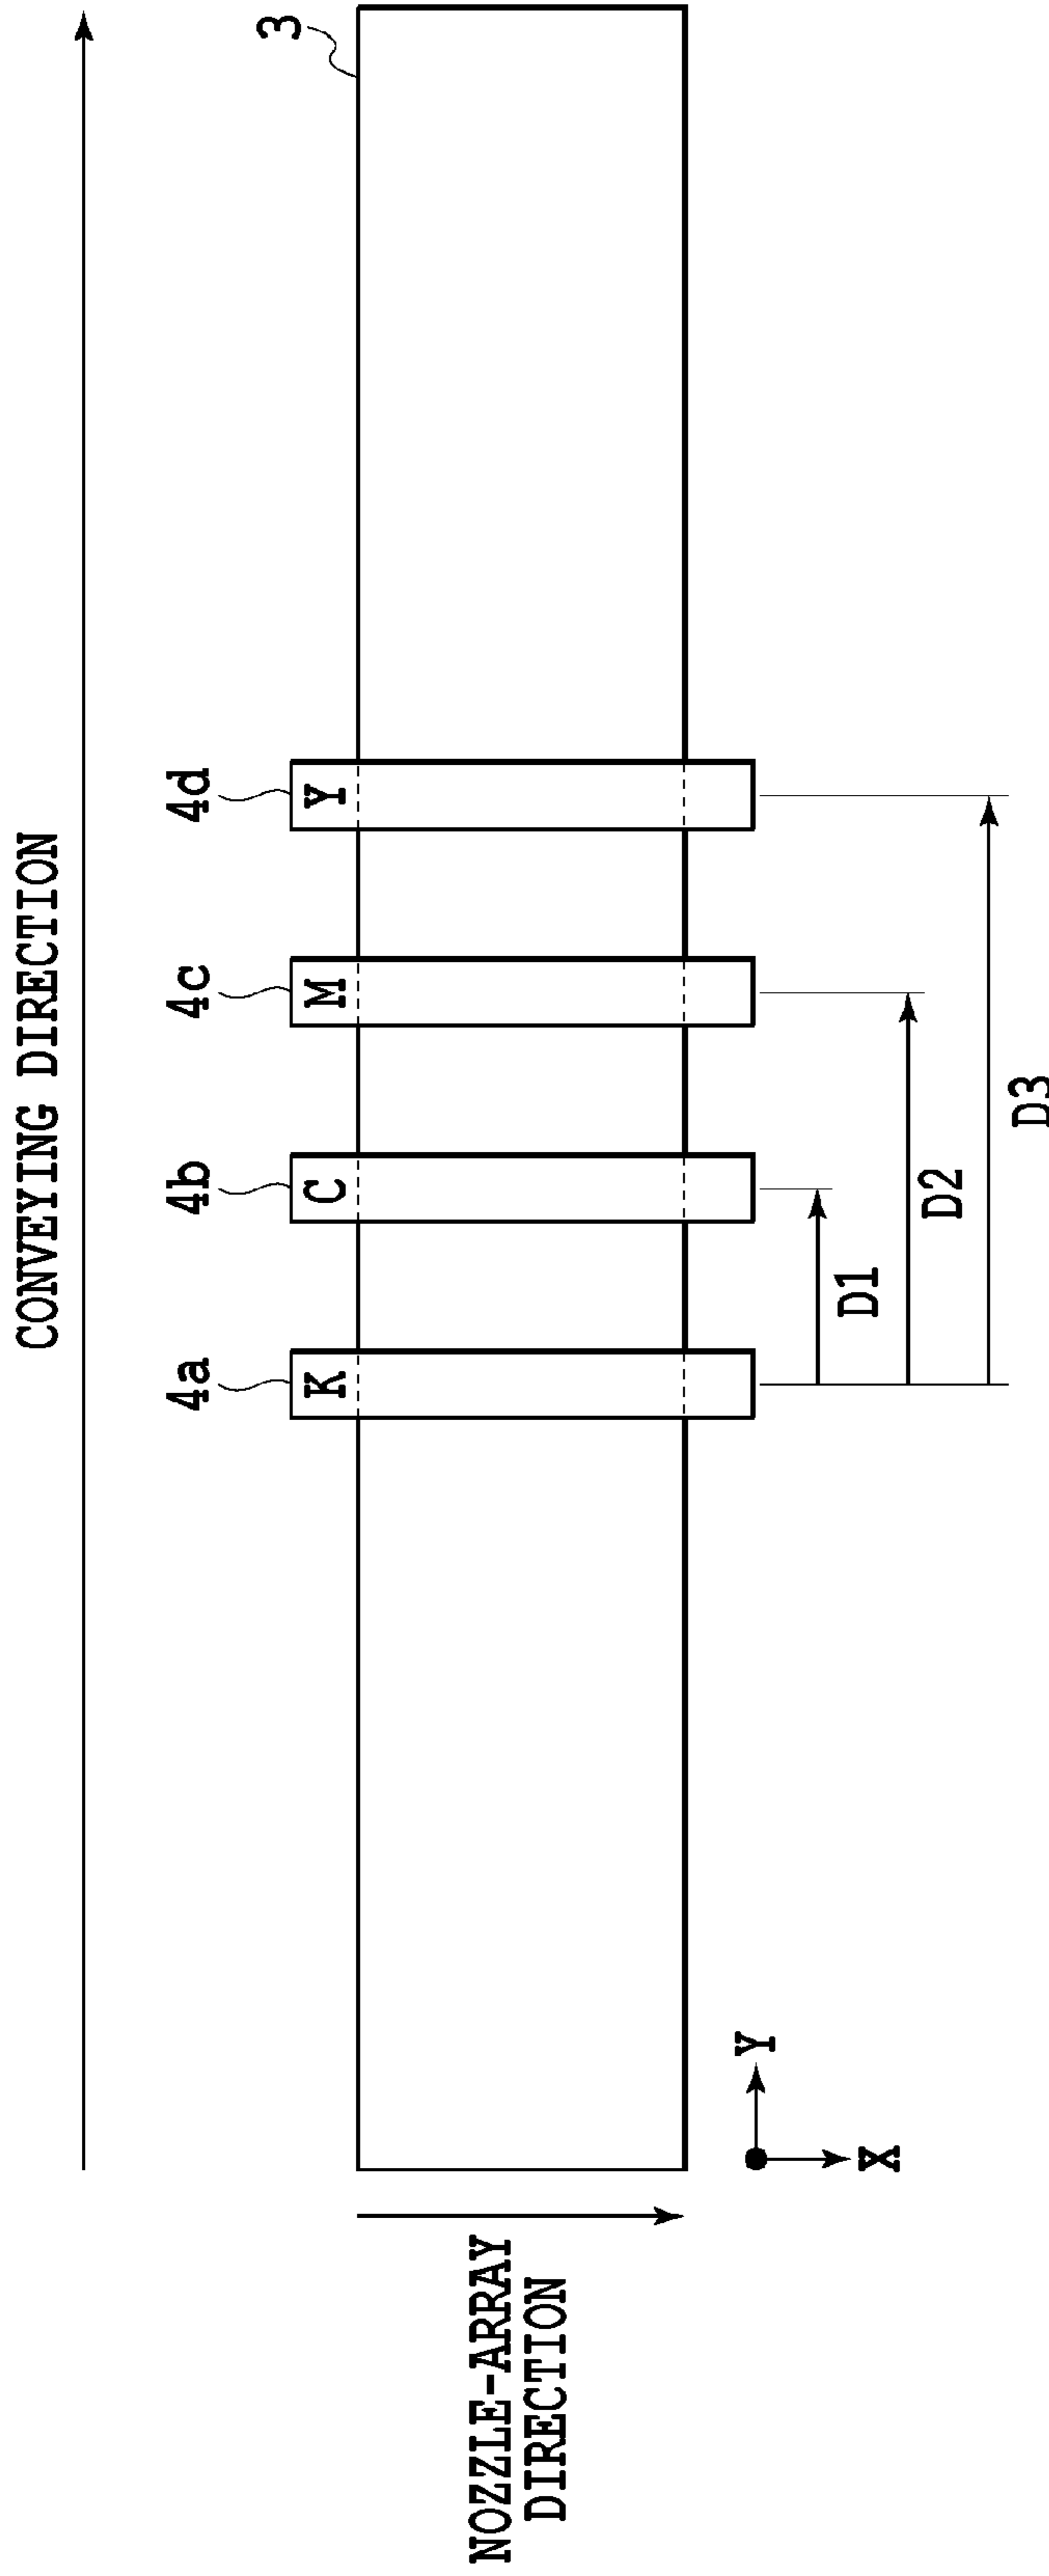 CONVEYING DIRECTION
3
4a
4b
4c
4d
K
C
M
Y
NOZZLE-ARRAY
DIRECTION
D1
D2
D3
Y
X